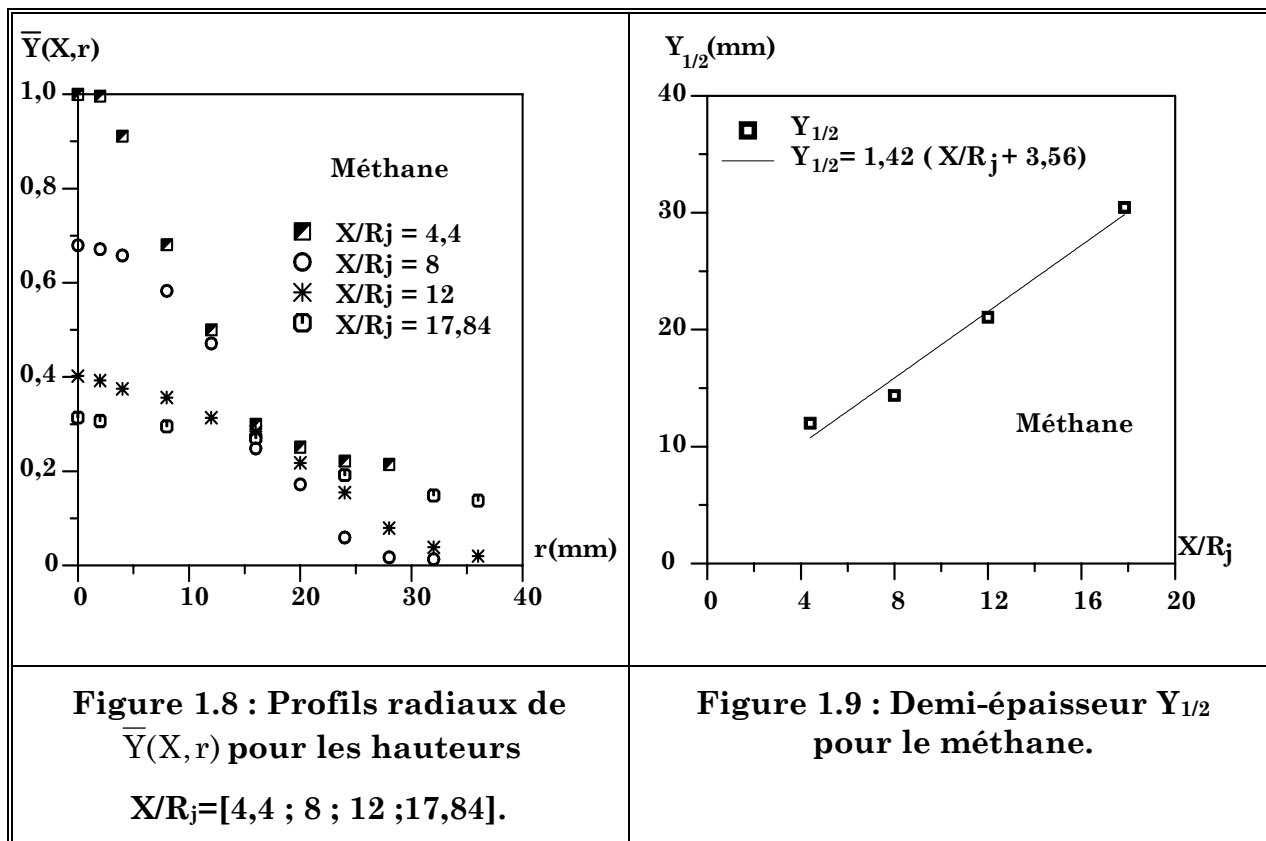 Y̅(X,r)
1,0
0,8
0,6
0,4
0,2
0
Méthane
X/Rj = 4,4
X/Rj = 8
X/Rj = 12
X/Rj = 17,84
r(mm)
0 10 20 30 40
Y1/2(mm)
40
30
20
10
0
Y1/2
Y1/2= 1,42 ( X/Rj + 3,56)
Méthane
X/Rj
0 4 8 12 16 20
Figure 1.8 : Profils radiaux de
Y̅(X, r) pour les hauteurs
X/Rj=[4,4 ; 8 ; 12 ;17,84].
Figure 1.9 : Demi-épaisseur Y1/2
pour le méthane.